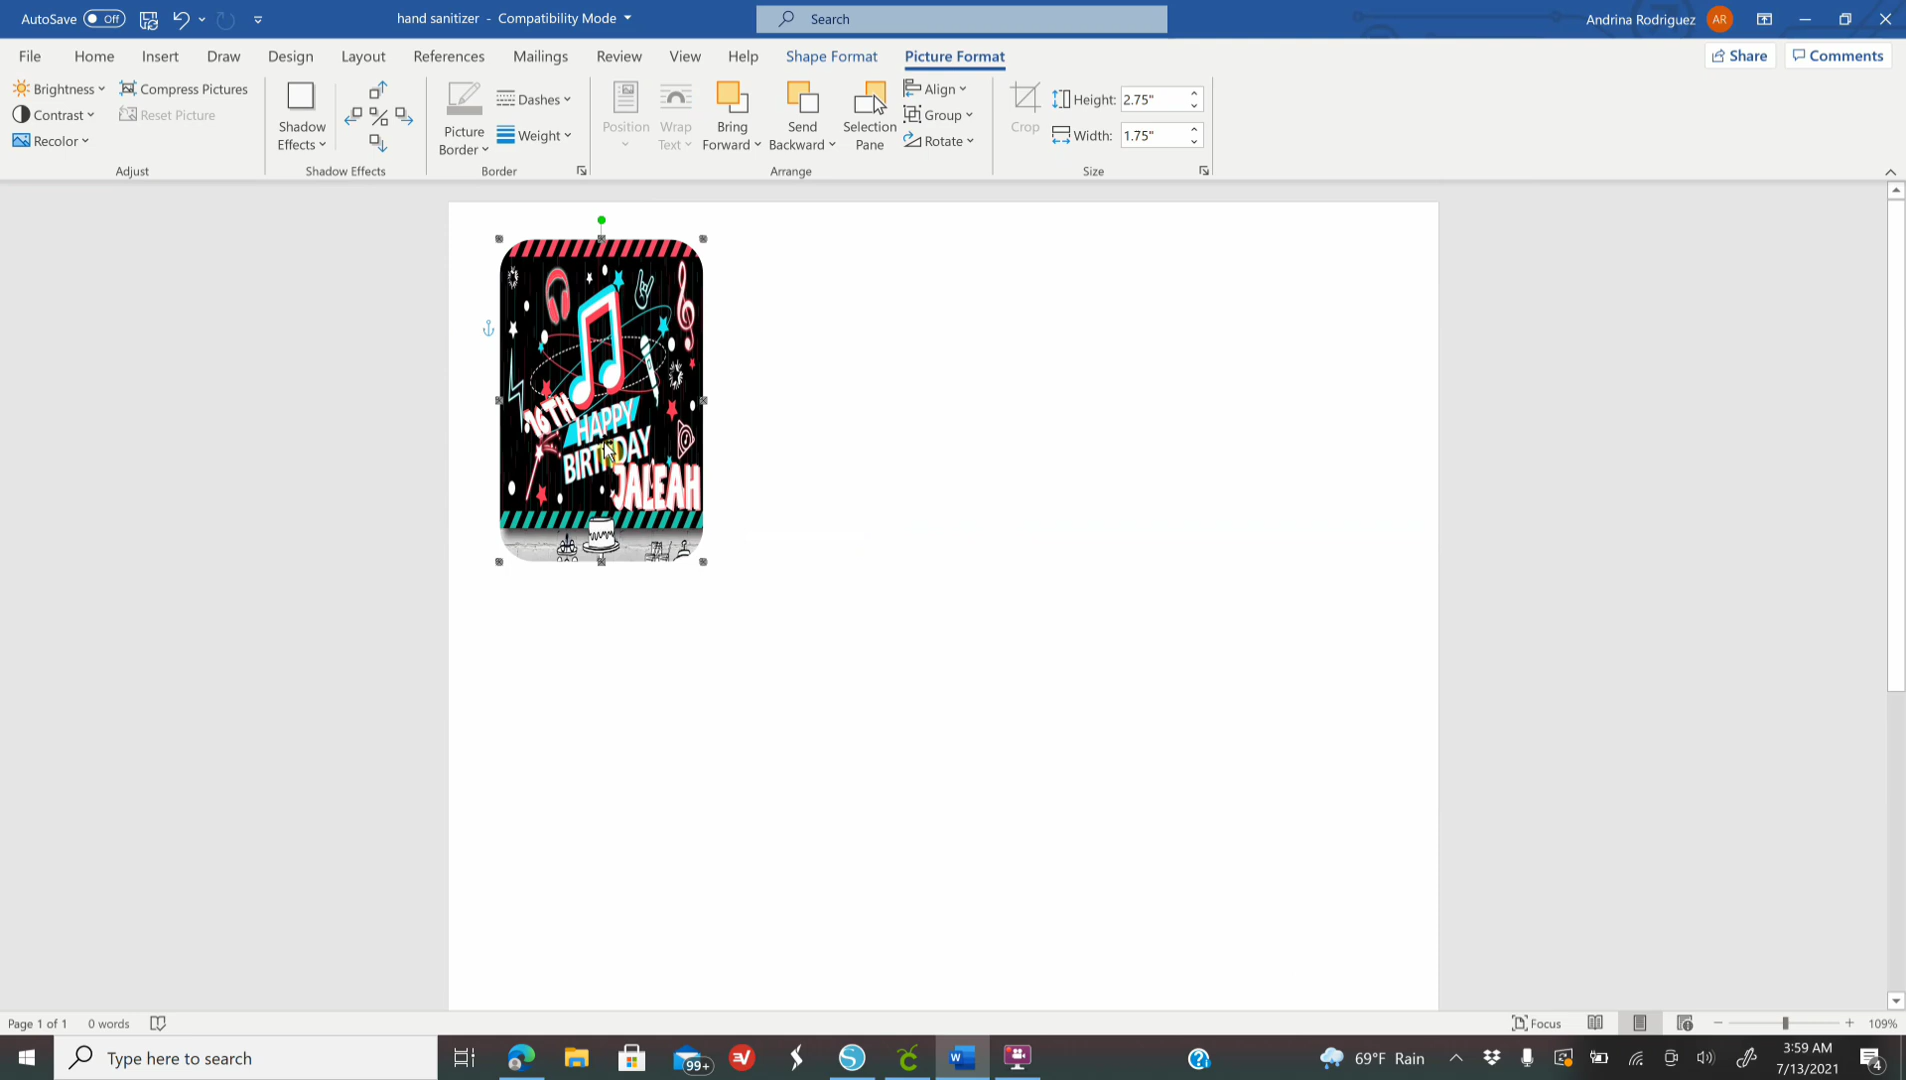 AutoSave Off
hand sanitizer - Compatibility Mode
Search
Andrina Rodriguez AR
File Home Insert Draw Design Layout References Mailings Review View Help Shape Format Picture Format
Share Comments
Brightness
Contrast
Recolor
Compress Pictures
Reset Picture
Adjust
Shadow
Effects
Shadow Effects
Picture
Border
Dashes
Weight
Border
Position
Wrap
Text
Bring
Forward
Send
Backward
Selection
Pane
Align
Group
Rotate
Arrange
Crop
Height: 2.75"
Width: 1.75"
Size
16TH
HAPPY
BIRTHDAY
JALEAH
Page 1 of 1 0 words
Focus
109%
Type here to search
99+
69°F Rain
3:59 AM
7/13/2021
4